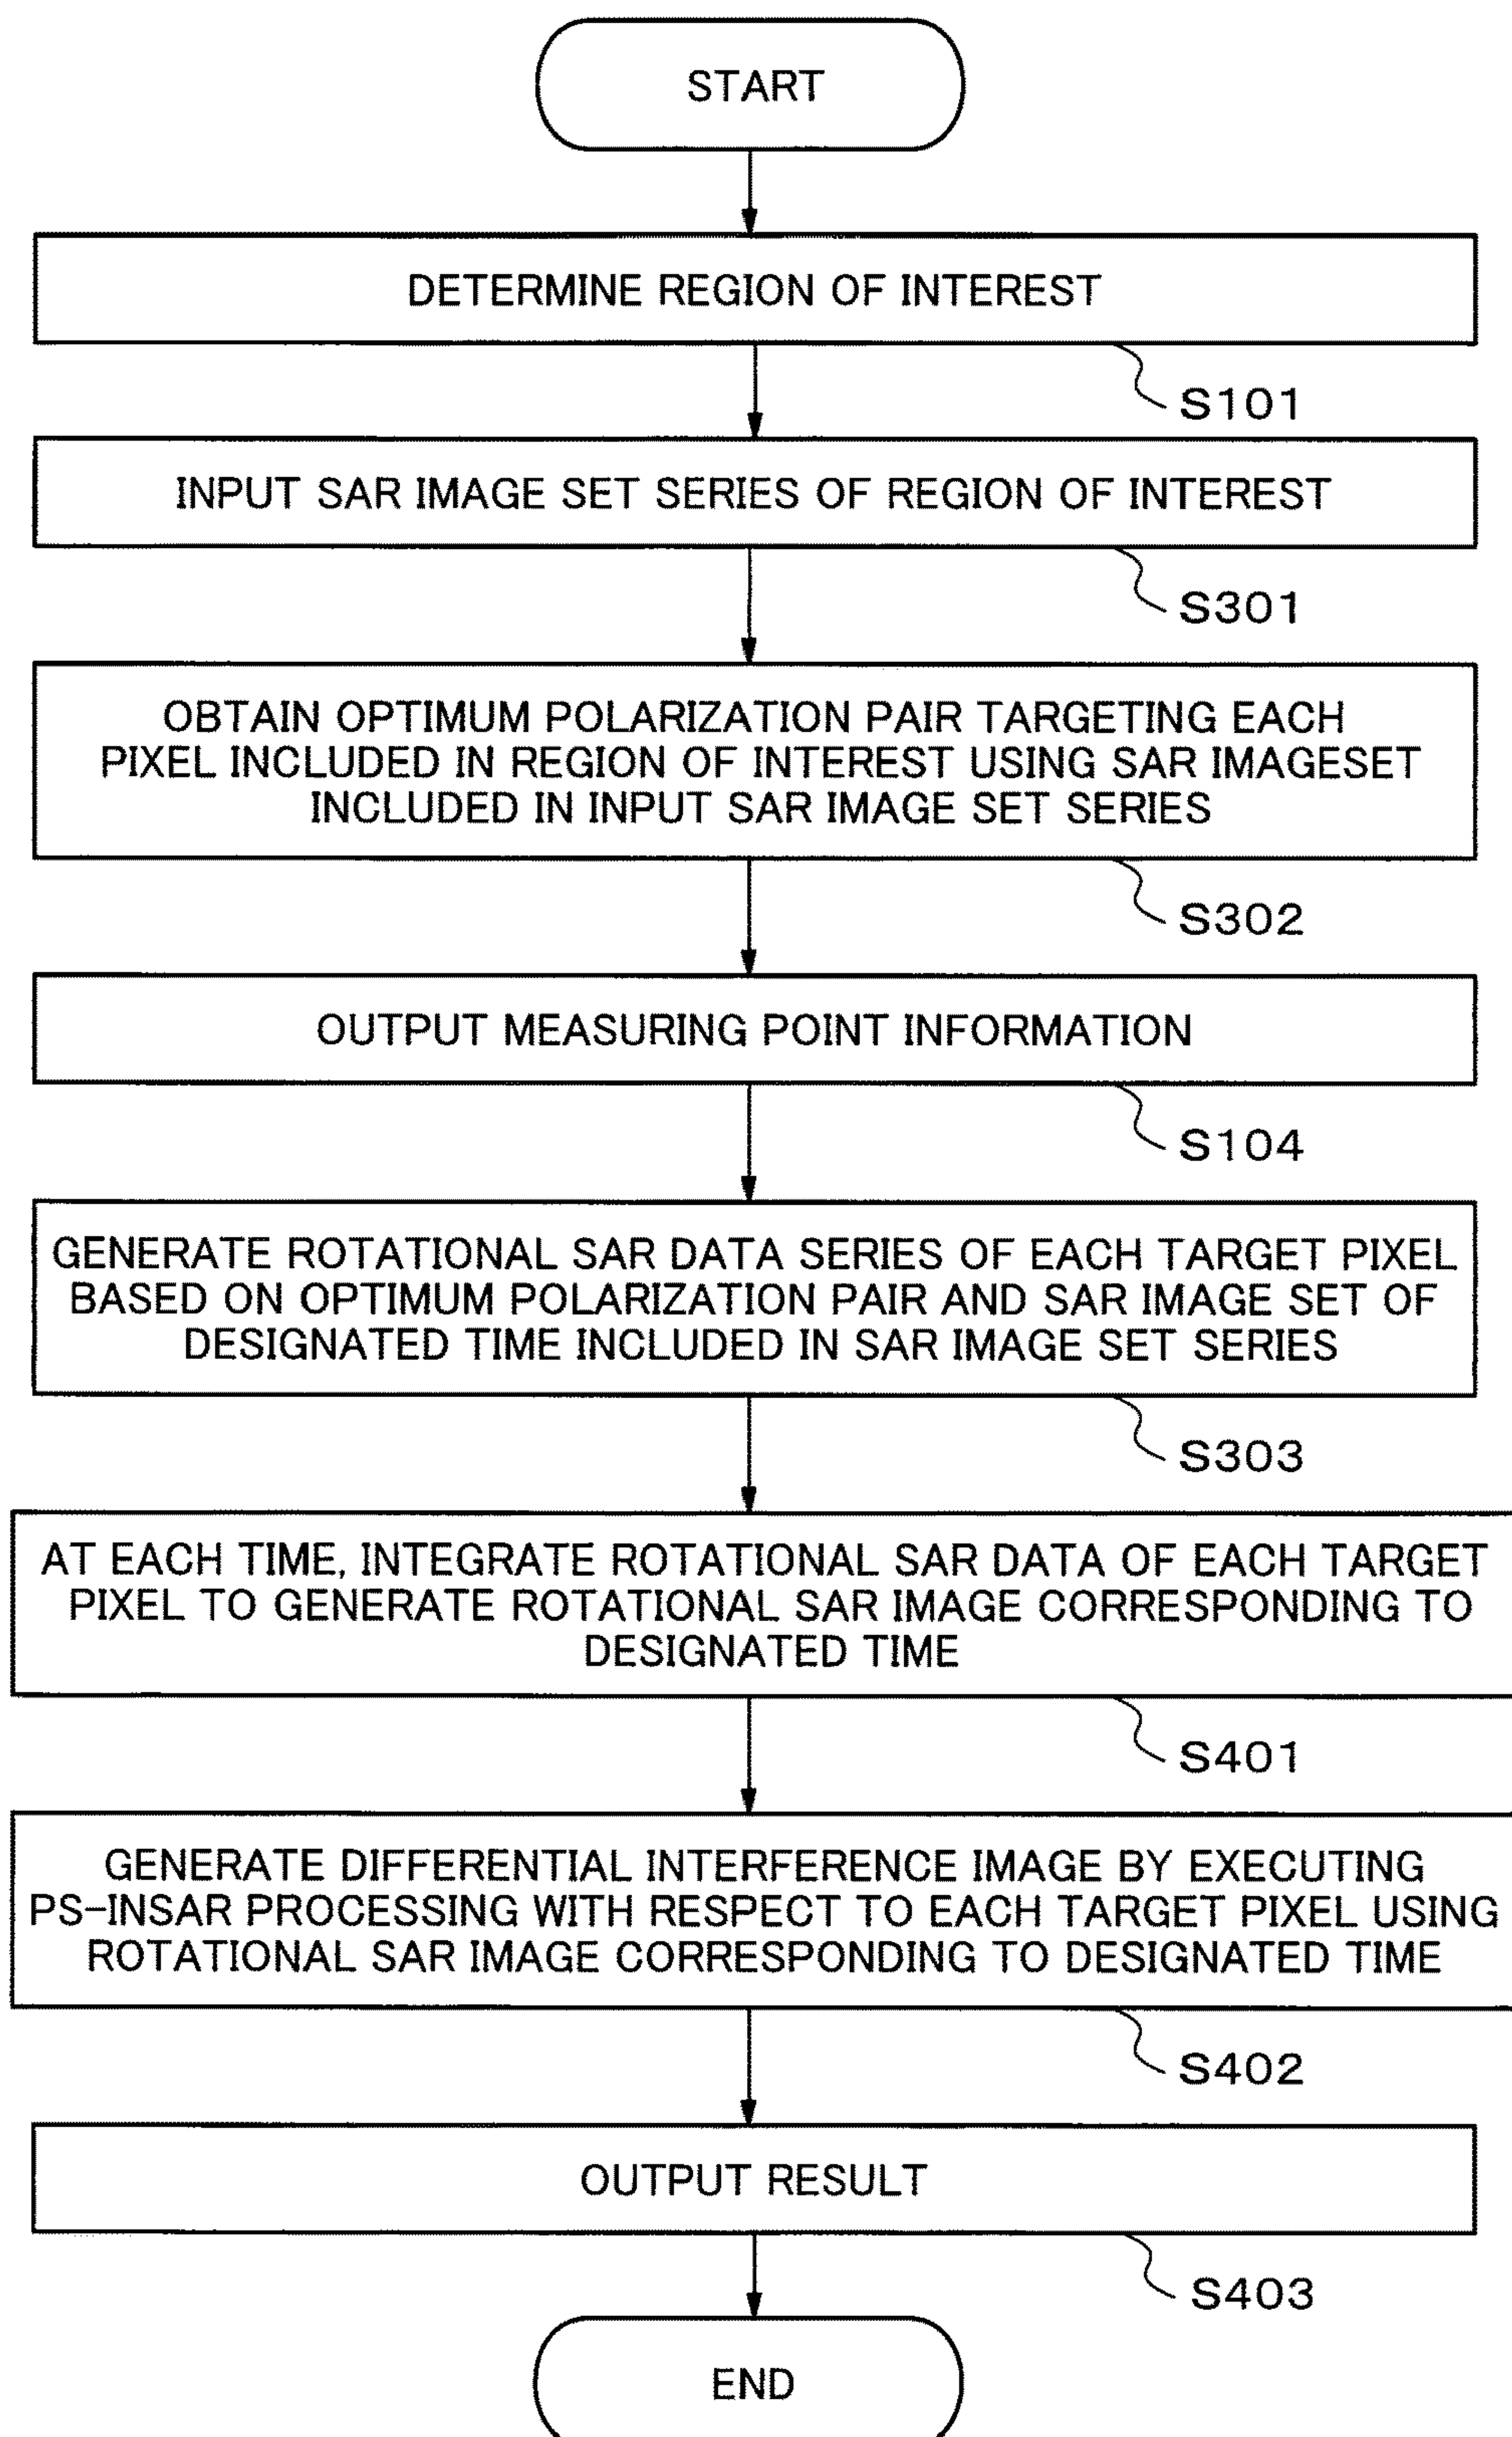 START
DETERMINE REGION OF INTEREST
S101
INPUT SAR IMAGE SET SERIES OF REGION OF INTEREST
S301
OBTAIN OPTIMUM POLARIZATION PAIR TARGETING EACH
PIXEL INCLUDED IN REGION OF INTEREST USING SAR IMAGESET
INCLUDED IN INPUT SAR IMAGE SET SERIES
S302
OUTPUT MEASURING POINT INFORMATION
S104
GENERATE ROTATIONAL SAR DATA SERIES OF EACH TARGET PIXEL
BASED ON OPTIMUM POLARIZATION PAIR AND SAR IMAGE SET OF
DESIGNATED TIME INCLUDED IN SAR IMAGE SET SERIES
S303
AT EACH TIME, INTEGRATE ROTATIONAL SAR DATA OF EACH TARGET
PIXEL TO GENERATE ROTATIONAL SAR IMAGE CORRESPONDING TO
DESIGNATED TIME
S401
GENERATE DIFFERENTIAL INTERFERENCE IMAGE BY EXECUTING
PS-INSAR PROCESSING WITH RESPECT TO EACH TARGET PIXEL USING
ROTATIONAL SAR IMAGE CORRESPONDING TO DESIGNATED TIME
S402
OUTPUT RESULT
S403
END